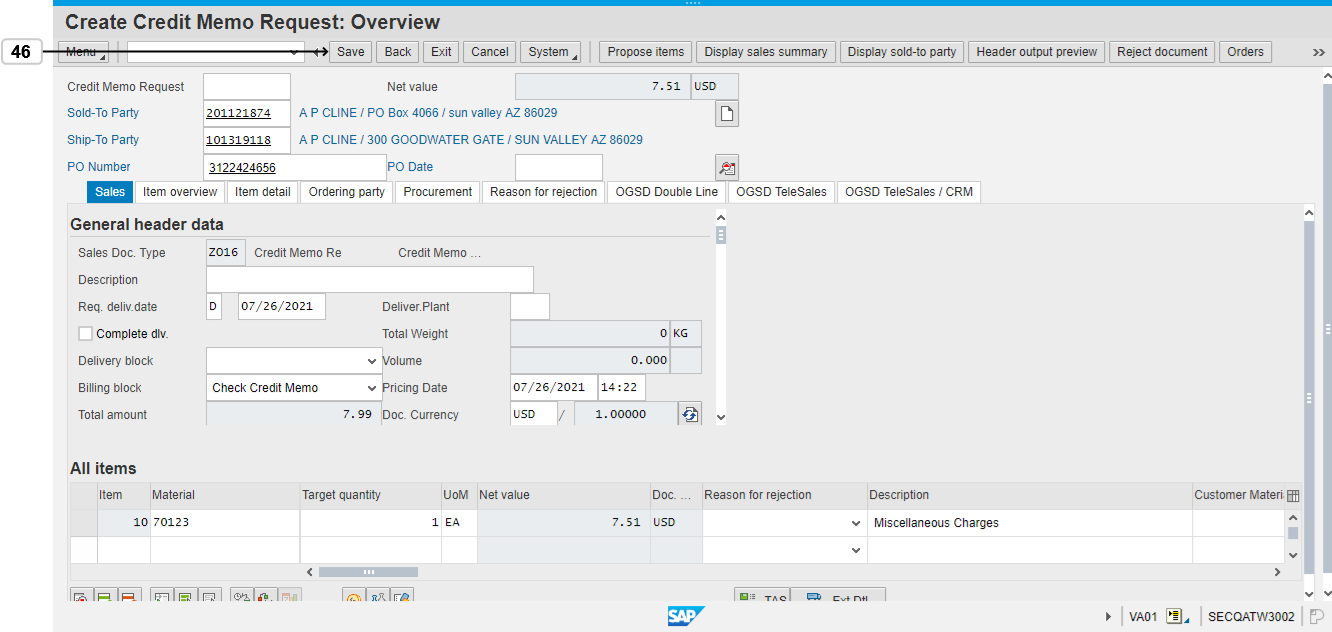 Create Credit Memo Request: Overview
46 Menu Save Back Exit Cancel System Propose items Display sales summary Display sold-to party Header output preview Reject document Orders
Credit Memo Request Net value 7.51 USD
Sold-To Party 201121874 A P CLINE / PO Box 4066 / sun valley AZ 86029
Ship-To Party 101319118 A P CLINE / 300 GOODWATER GATE / SUN VALLEY AZ 86029
PO Number 3122424656 PO Date
Sales Item overview Item detail Ordering party Procurement Reason for rejection OGSD Double Line OGSD TeleSales OGSD TeleSales / CRM
General header data
Sales Doc. Type ZO16 Credit Memo Re Credit Memo ...
Description
Req. deliv.date D 07/26/2021 Deliver.Plant
Complete dlv. Total Weight 0 KG
Delivery block Volume 0.000
Billing block Check Credit Memo Pricing Date 07/26/2021 14:22
Total amount 7.99 Doc. Currency USD / 1.00000
All items
Item Material Target quantity UoM Net value Doc. ... Reason for rejection Description Customer Materi
10 70123 1 EA 7.51 USD Miscellaneous Charges
TAS Ext Dtl
SAP VA01 SECQATW3002